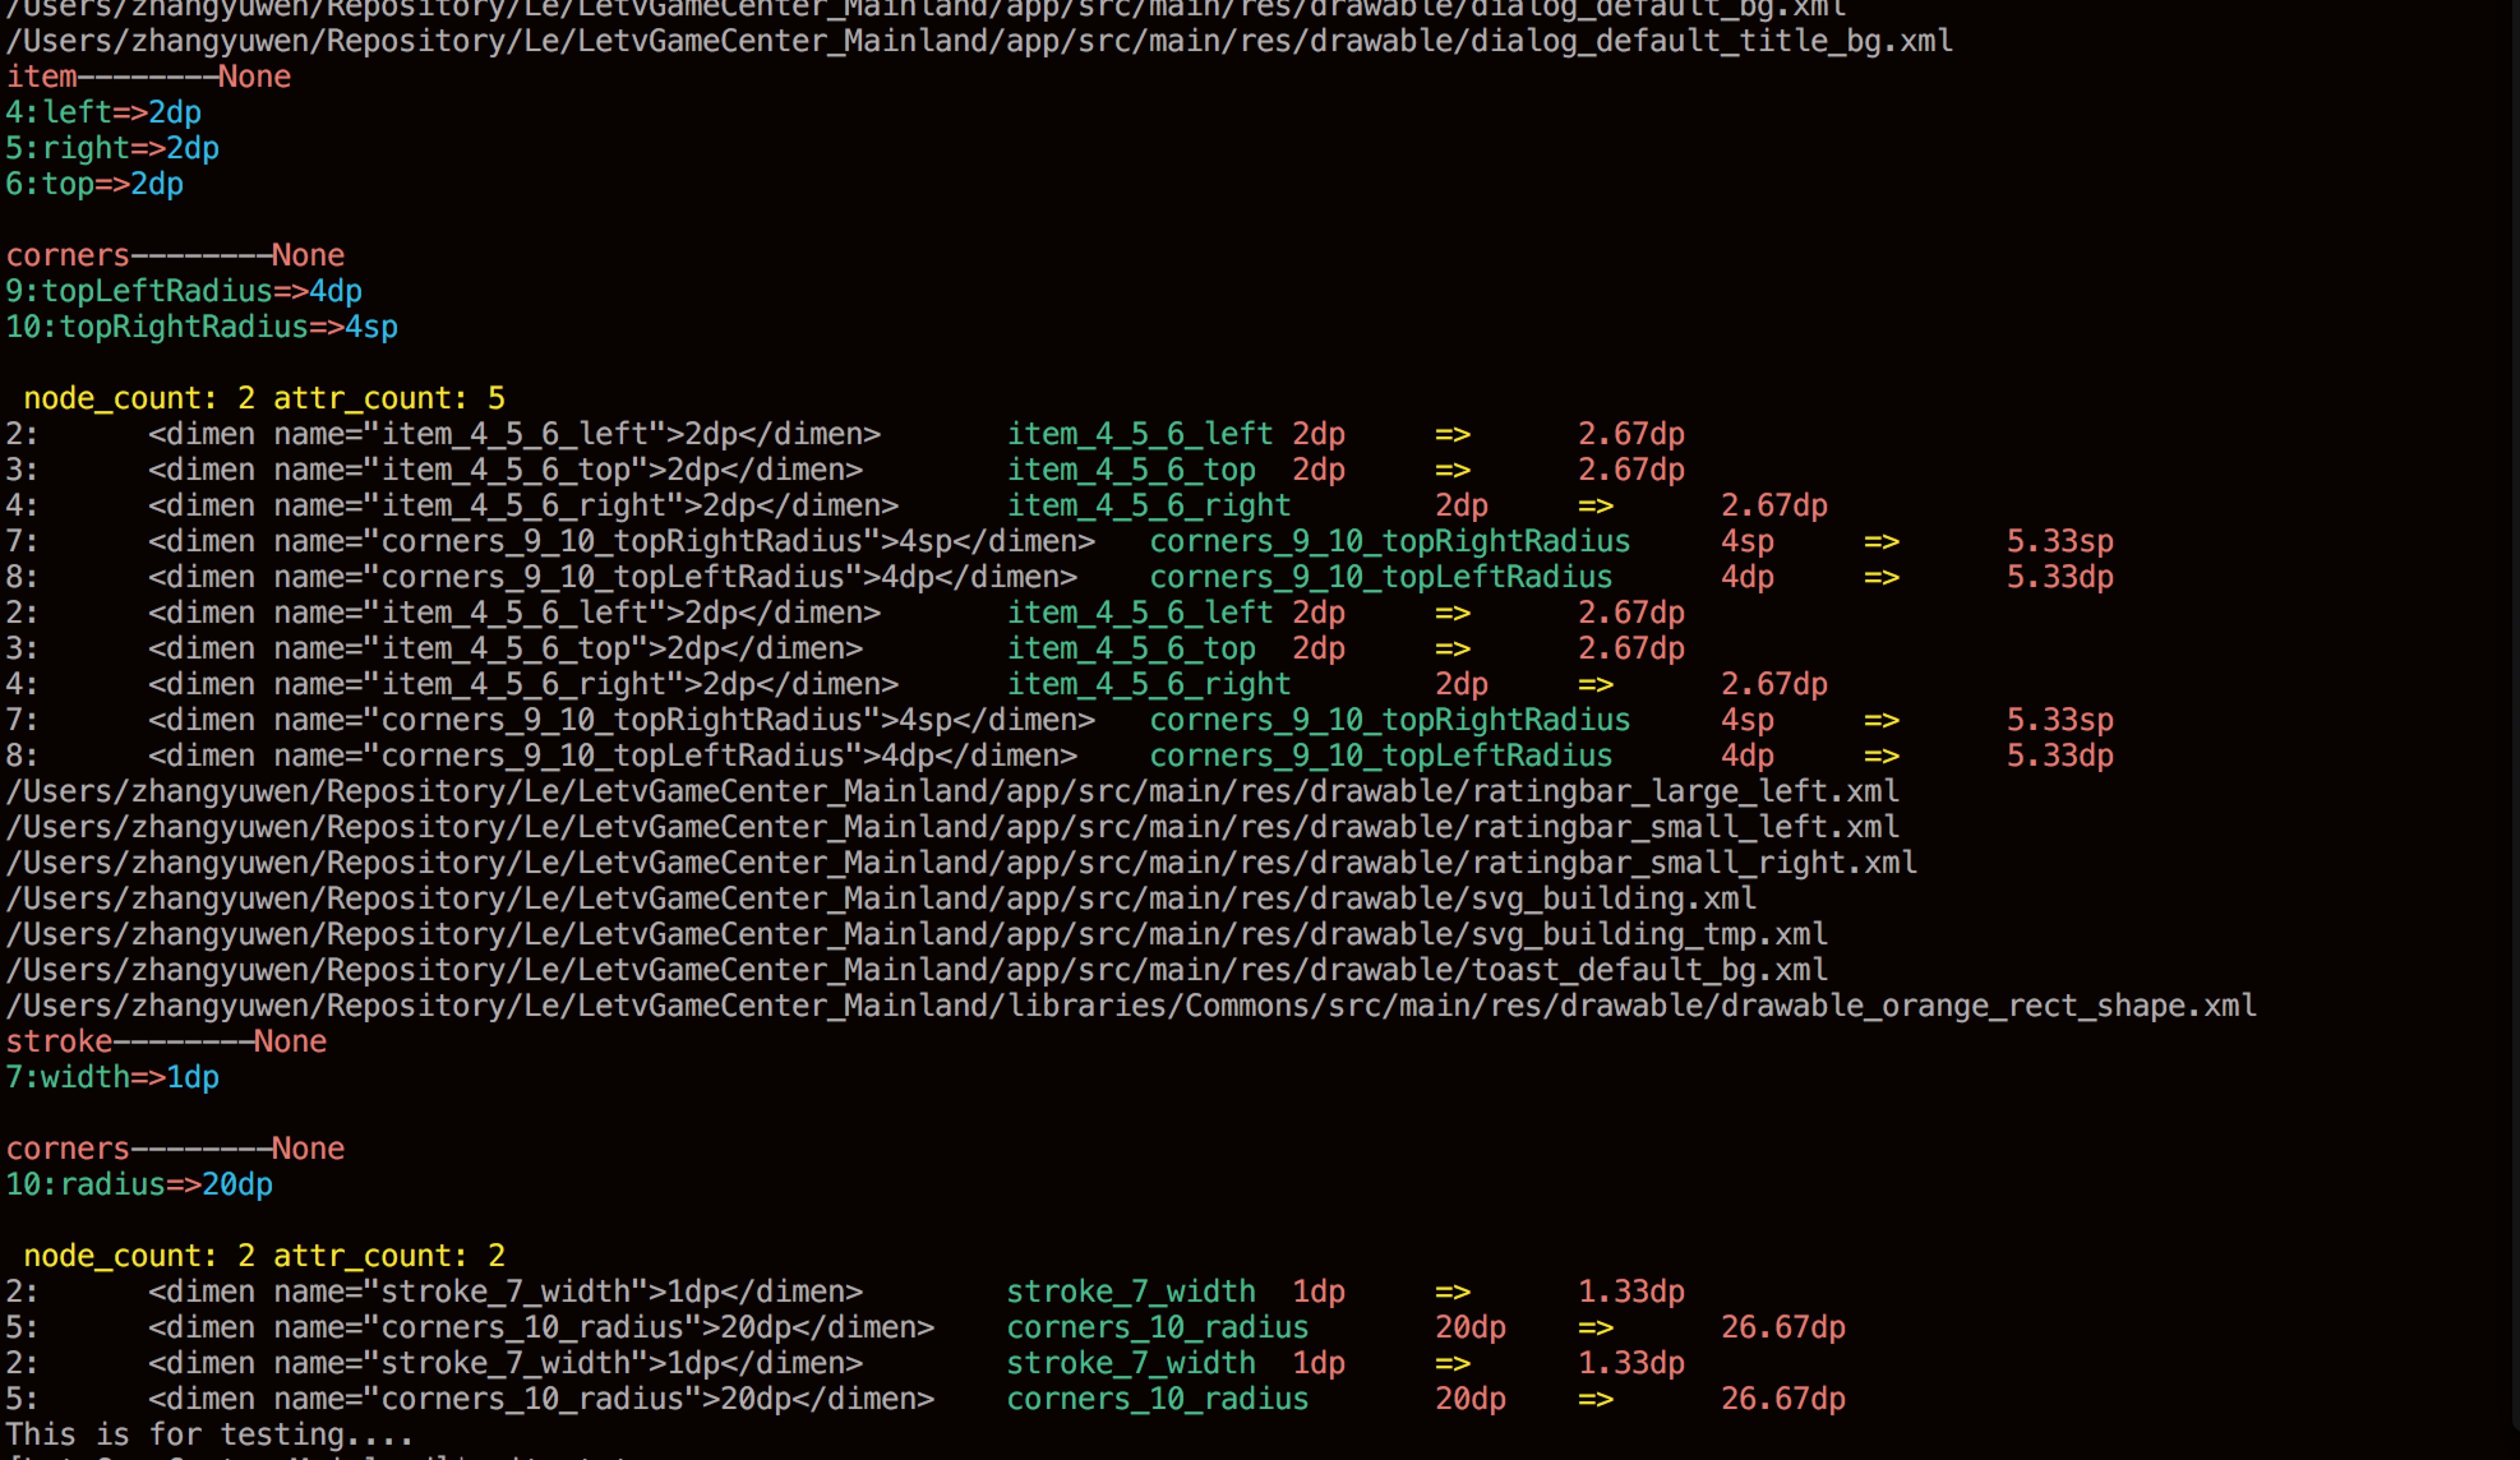 /Users/zhangyuwen/Repository/Le/LetvGameCenter_Mainland/app/src/main/res/drawable/dialog_default_bg.xml
/Users/zhangyuwen/Repository/Le/LetvGameCenter_Mainland/app/src/main/res/drawable/dialog_default_title_bg.xml
item--------None
4:left=>2dp
5:right=>2dp
6:top=>2dp
corners--------None
9:topLeftRadius=>4dp
10:topRightRadius=>4sp
node_count: 2 attr_count: 5
2: <dimen name="item_4_5_6_left">2dp</dimen> item_4_5_6_left 2dp => 2.67dp
3: <dimen name="item_4_5_6_top">2dp</dimen> item_4_5_6_top 2dp => 2.67dp
4: <dimen name="item_4_5_6_right">2dp</dimen> item_4_5_6_right 2dp => 2.67dp
7: <dimen name="corners_9_10_topRightRadius">4sp</dimen> corners_9_10_topRightRadius 4sp => 5.33sp
8: <dimen name="corners_9_10_topLeftRadius">4dp</dimen> corners_9_10_topLeftRadius 4dp => 5.33dp
2: <dimen name="item_4_5_6_left">2dp</dimen> item_4_5_6_left 2dp => 2.67dp
3: <dimen name="item_4_5_6_top">2dp</dimen> item_4_5_6_top 2dp => 2.67dp
4: <dimen name="item_4_5_6_right">2dp</dimen> item_4_5_6_right 2dp => 2.67dp
7: <dimen name="corners_9_10_topRightRadius">4sp</dimen> corners_9_10_topRightRadius 4sp => 5.33sp
8: <dimen name="corners_9_10_topLeftRadius">4dp</dimen> corners_9_10_topLeftRadius 4dp => 5.33dp
/Users/zhangyuwen/Repository/Le/LetvGameCenter_Mainland/app/src/main/res/drawable/ratingbar_large_left.xml
/Users/zhangyuwen/Repository/Le/LetvGameCenter_Mainland/app/src/main/res/drawable/ratingbar_small_left.xml
/Users/zhangyuwen/Repository/Le/LetvGameCenter_Mainland/app/src/main/res/drawable/ratingbar_small_right.xml
/Users/zhangyuwen/Repository/Le/LetvGameCenter_Mainland/app/src/main/res/drawable/svg_building.xml
/Users/zhangyuwen/Repository/Le/LetvGameCenter_Mainland/app/src/main/res/drawable/svg_building_tmp.xml
/Users/zhangyuwen/Repository/Le/LetvGameCenter_Mainland/app/src/main/res/drawable/toast_default_bg.xml
/Users/zhangyuwen/Repository/Le/LetvGameCenter_Mainland/libraries/Commons/src/main/res/drawable/drawable_orange_rect_shape.xml
stroke--------None
7:width=>1dp
corners--------None
10:radius=>20dp
node_count: 2 attr_count: 2
2: <dimen name="stroke_7_width">1dp</dimen> stroke_7_width 1dp => 1.33dp
5: <dimen name="corners_10_radius">20dp</dimen> corners_10_radius 20dp => 26.67dp
2: <dimen name="stroke_7_width">1dp</dimen> stroke_7_width 1dp => 1.33dp
5: <dimen name="corners_10_radius">20dp</dimen> corners_10_radius 20dp => 26.67dp
This is for testing....